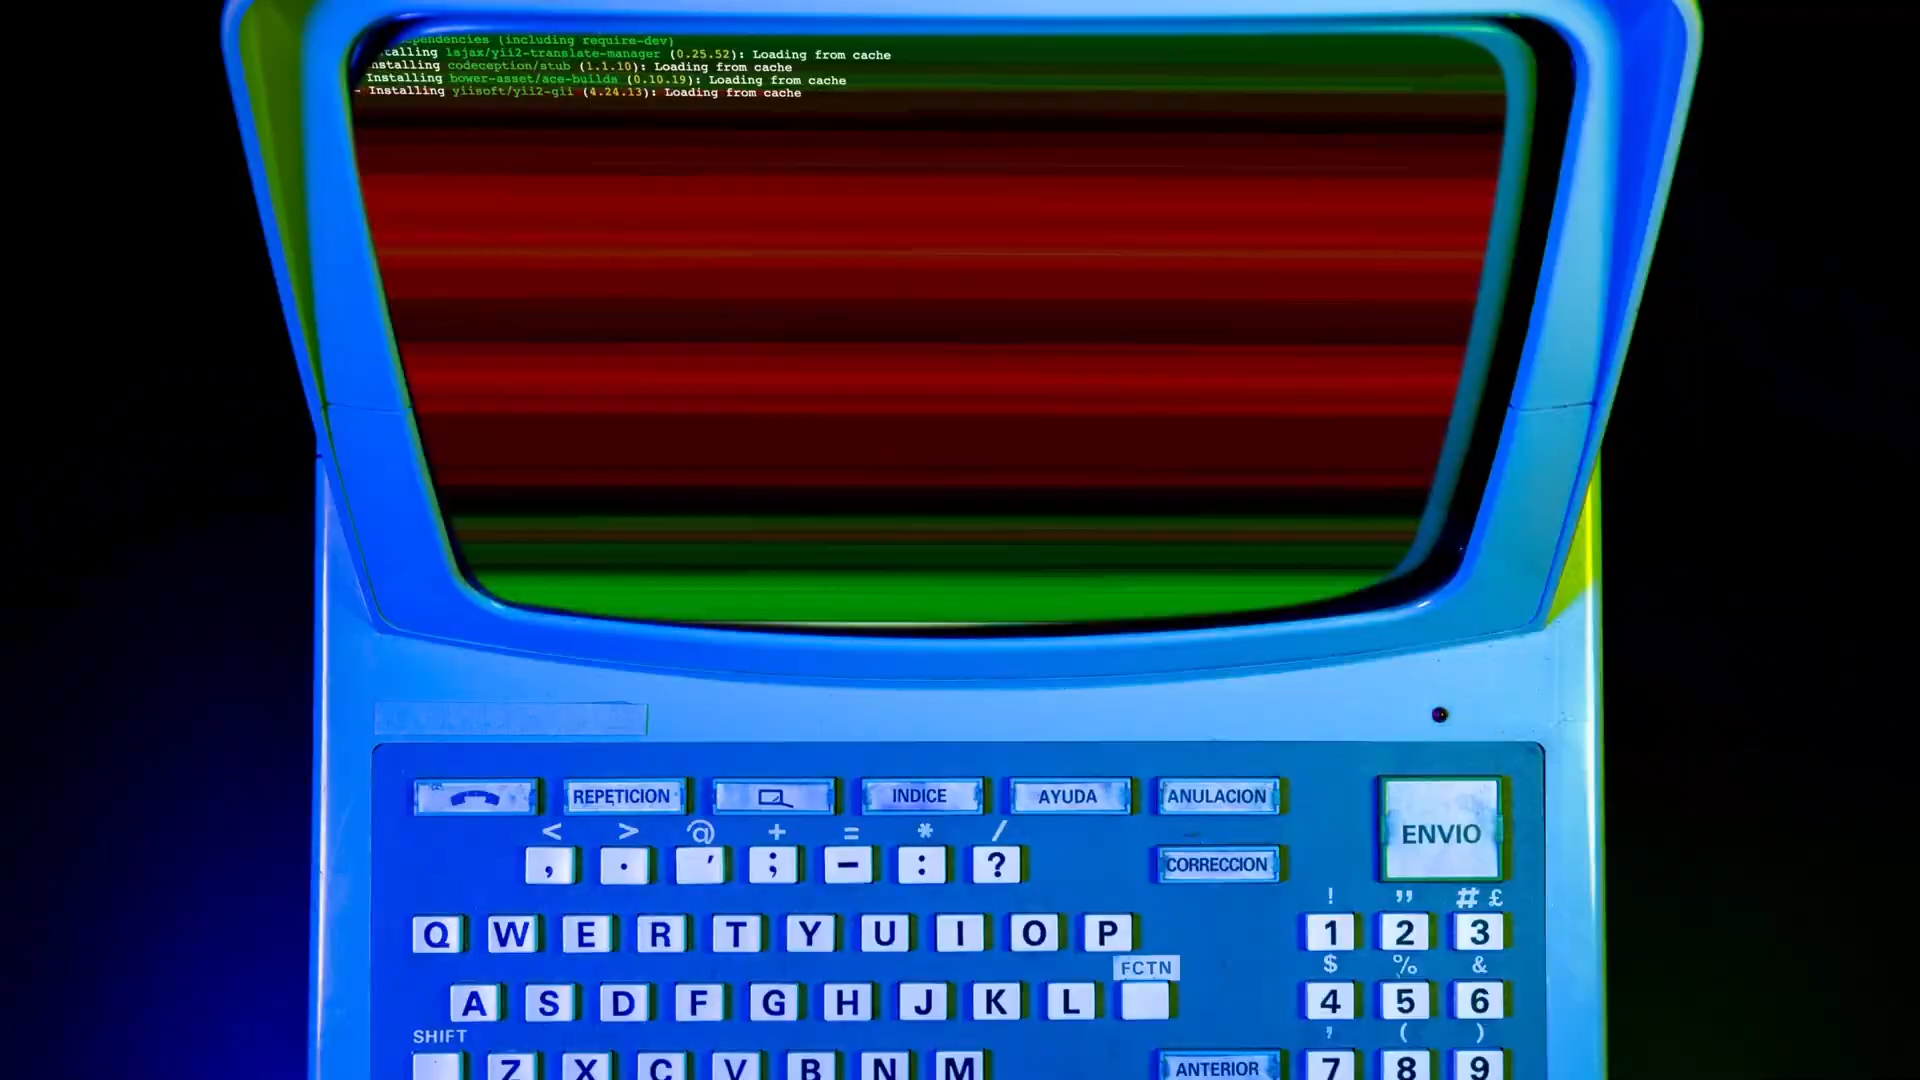 ependencies (including require-dev)
talling lajax/yii2-translate-manager (0.25.52): Loading from cache
nstalling codeception/stub (1.1.10): Loading from cache
Installing bower-asset/ace-builds (0.10.19): Loading from cache
- Installing yiisoft/yii2-gii (4.24.13): Loading from cache
REPETICION INDICE AYUDA ANULACION
ENVIO
< > @ + = * /
, . ' ; - : ?
CORRECCION
! " # £
Q W E R T Y U I O P 1 2 3
FCTN $ % &
A S D F G H J K L 4 5 6
SHIFT ' ( )
Z X C V B N M ANTERIOR 7 8 9